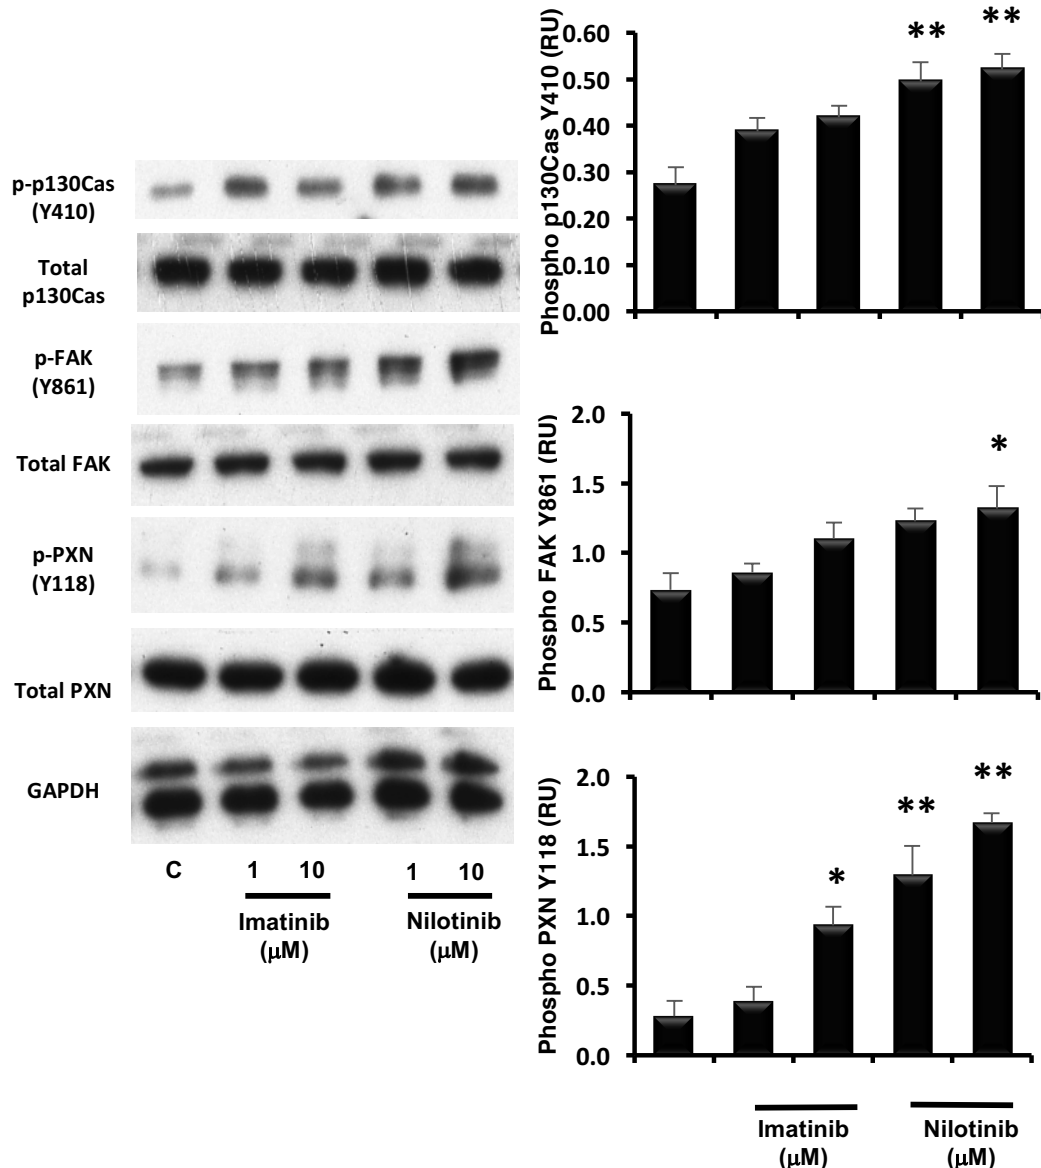 p-p130Cas
(Y410)
Total
p130Cas
p-FAK
(Y861)
Total FAK
p-PXN
(Y118)
Total PXN
GAPDH
C 1 10 1 10
Imatinib
(μM)
Nilotinib
(μM)
Phospho p130Cas Y410 (RU)
0.60
0.50
0.40
0.30
0.20
0.10
0.00
** **
Phospho FAK Y861 (RU)
2.0
1.5
1.0
0.5
0.0
*
Phospho PXN Y118 (RU)
2.0
1.5
1.0
0.5
0.0
* ** **
Imatinib
(μM)
Nilotinib
(μM)